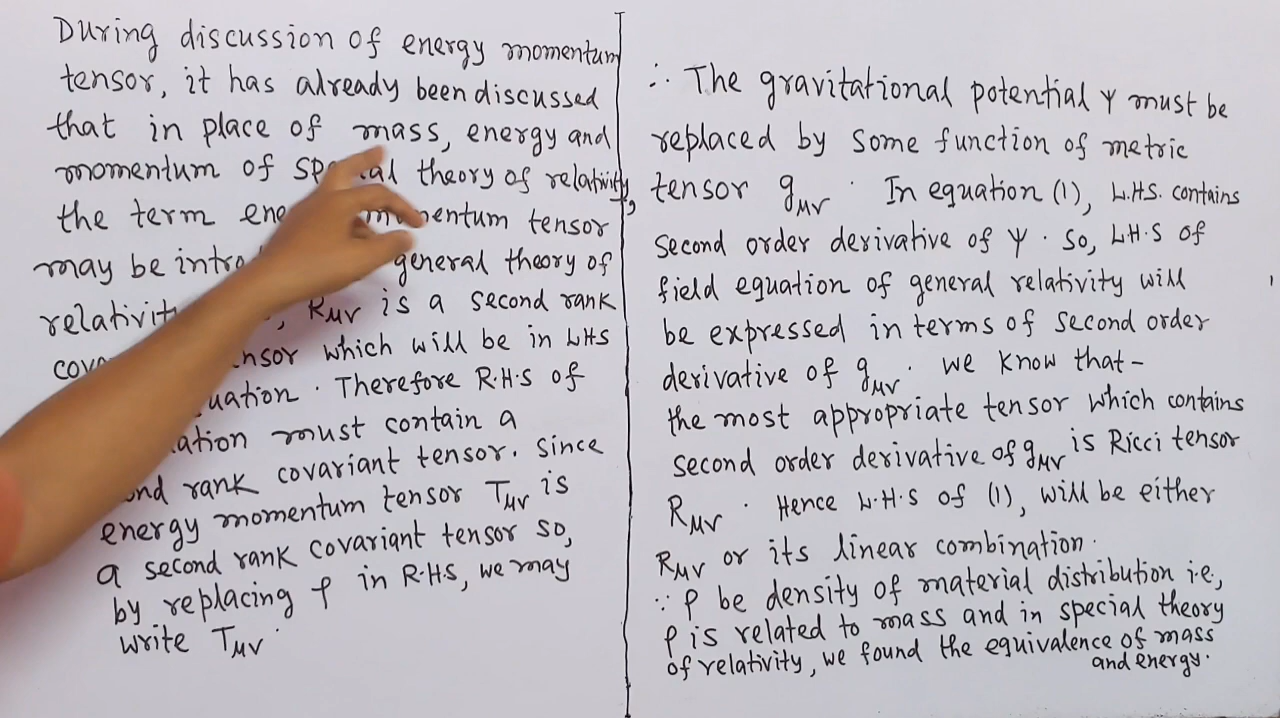 During discussion of energy momentum
tensor, it has already been discussed
that in place of mass, energy and
momentum of special theory of relativity,
the term momentum tensor
may be general theory of
Rμν is a second rank
which will be in LHS
Therefore R.H.S of
must contain a
rank covariant tensor. Since
energy momentum tensor Tμν is
a second rank covariant tensor so,
by replacing ρ in R.H.S, we may
write Tμν.
∴ The gravitational potential ψ must be
replaced by some function of metric
tensor gμν. In equation (1), L.H.S. contains
second order derivative of ψ. So, L.H.S of
field equation of general relativity will
be expressed in terms of second order
derivative of gμν. we know that-
the most appropriate tensor which contains
second order derivative of gμν is Ricci tensor
Rμν. Hence L.H.S of (1), will be either
Rμν or its linear combination.
∵ ρ be density of material distribution i.e,
ρ is related to mass and in special theory
of relativity, we found the equivalence of mass
and energy.